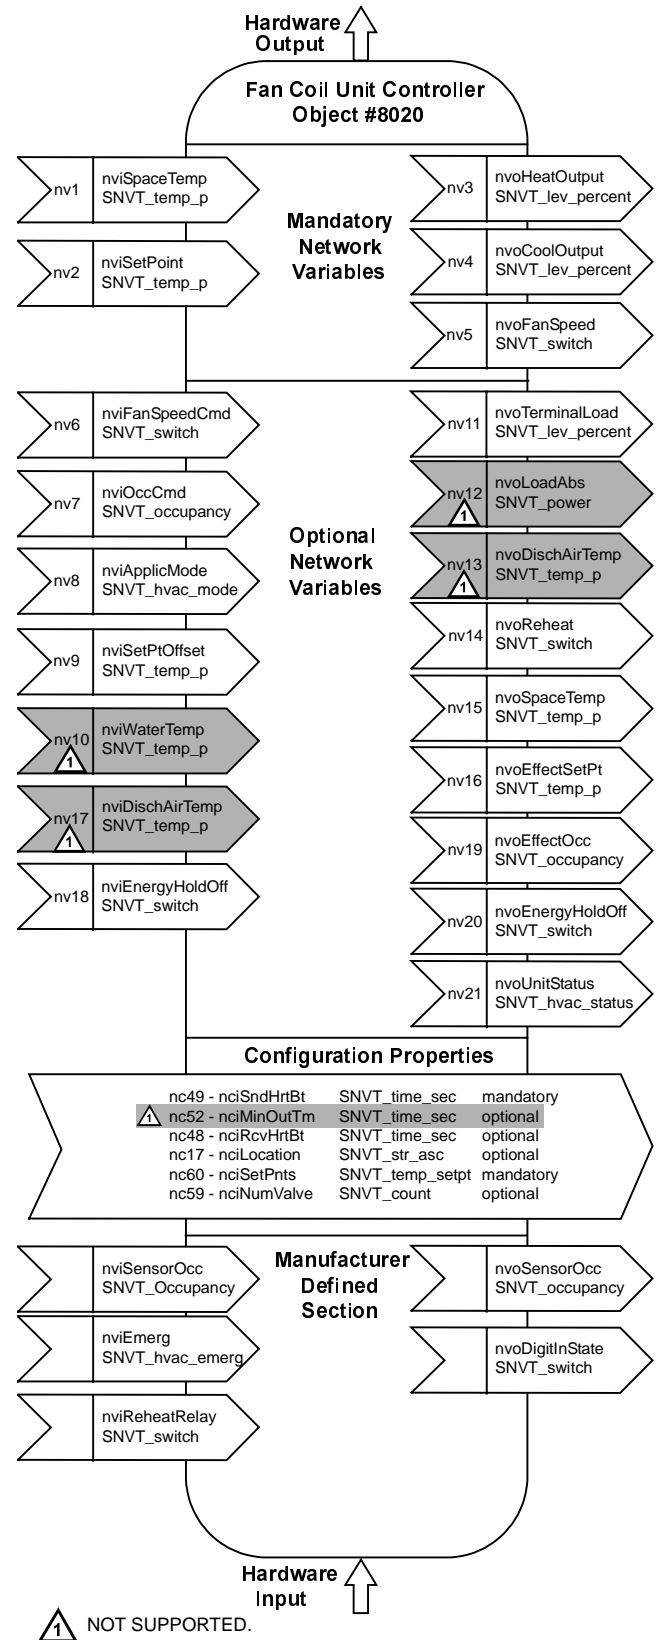 Hardware
Output
Fan Coil Unit Controller
Object #8020
nv1
nviSpaceTemp
SNVT_temp_p
nv2
nviSetPoint
SNVT_temp_p
Mandatory
Network
Variables
nv3
nvoHeatOutput
SNVT_lev_percent
nv4
nvoCoolOutput
SNVT_lev_percent
nv5
nvoFanSpeed
SNVT_switch
nv6
nviFanSpeedCmd
SNVT_switch
nv7
nviOccCmd
SNVT_occupancy
nv8
nviApplicMode
SNVT_hvac_mode
nv9
nviSetPtOffset
SNVT_temp_p
nv10
1
nviWaterTemp
SNVT_temp_p
nv17
1
nviDischAirTemp
SNVT_temp_p
nv18
nviEnergyHoldOff
SNVT_switch
Optional
Network
Variables
nv11
nvoTerminalLoad
SNVT_lev_percent
nv12
1
nvoLoadAbs
SNVT_power
nv13
1
nvoDischAirTemp
SNVT_temp_p
nv14
nvoReheat
SNVT_switch
nv15
nvoSpaceTemp
SNVT_temp_p
nv16
nvoEffectSetPt
SNVT_temp_p
nv19
nvoEffectOcc
SNVT_occupancy
nv20
nvoEnergyHoldOff
SNVT_switch
nv21
nvoUnitStatus
SNVT_hvac_status
Configuration Properties
nc49 - nciSndHrtBt SNVT_time_sec mandatory
1 nc52 - nciMinOutTm SNVT_time_sec optional
nc48 - nciRcvHrtBt SNVT_time_sec optional
nc17 - nciLocation SNVT_str_asc optional
nc60 - nciSetPnts SNVT_temp_setpt mandatory
nc59 - nciNumValve SNVT_count optional
nviSensorOcc
SNVT_Occupancy
nviEmerg
SNVT_hvac_emerg
nviReheatRelay
SNVT_switch
Manufacturer
Defined
Section
nvoSensorOcc
SNVT_occupancy
nvoDigitInState
SNVT_switch
Hardware
Input
1 NOT SUPPORTED.